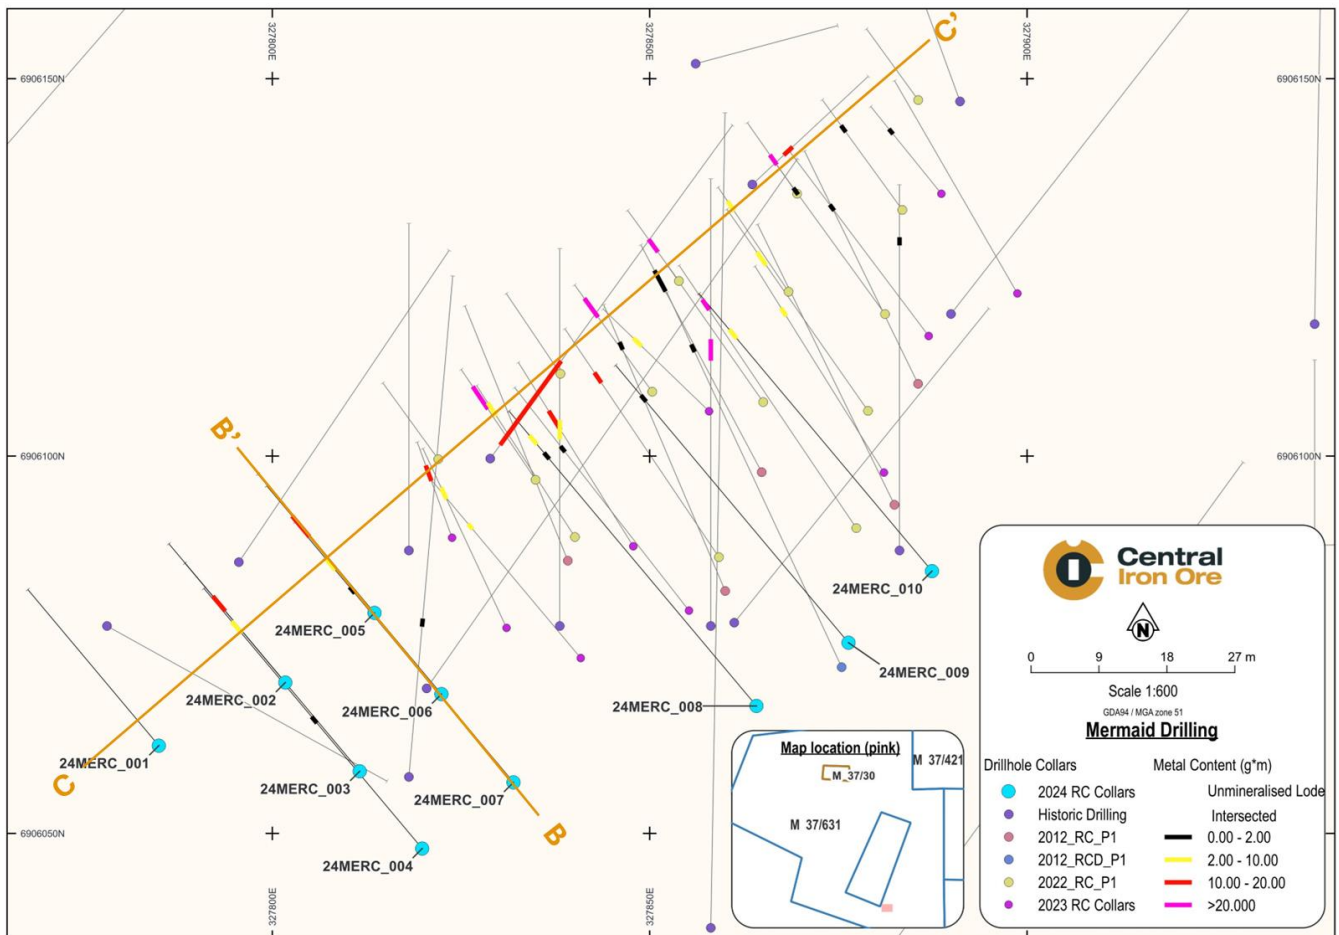 327800E
327850E
327900E
C'
6906150N
6906150N
B'
6906100N
6906100N
24MERC_010
24MERC_005
24MERC_009
24MERC_002
24MERC_006
24MERC_008
24MERC_001
24MERC_003
24MERC_007
C
B
24MERC_004
6906050N
327800E
327850E
Map location (pink)
M 37/421
M 37/30
M 37/631
Central
Iron Ore
N
0 9 18 27 m
Scale 1:600
GDA94 / MGA zone 51
Mermaid Drilling
Drillhole Collars
2024 RC Collars
Historic Drilling
2012_RC_P1
2012_RCD_P1
2022_RC_P1
2023 RC Collars
Metal Content (g*m)
Unmineralised Lode
Intersected
0.00 - 2.00
2.00 - 10.00
10.00 - 20.00
>20.000